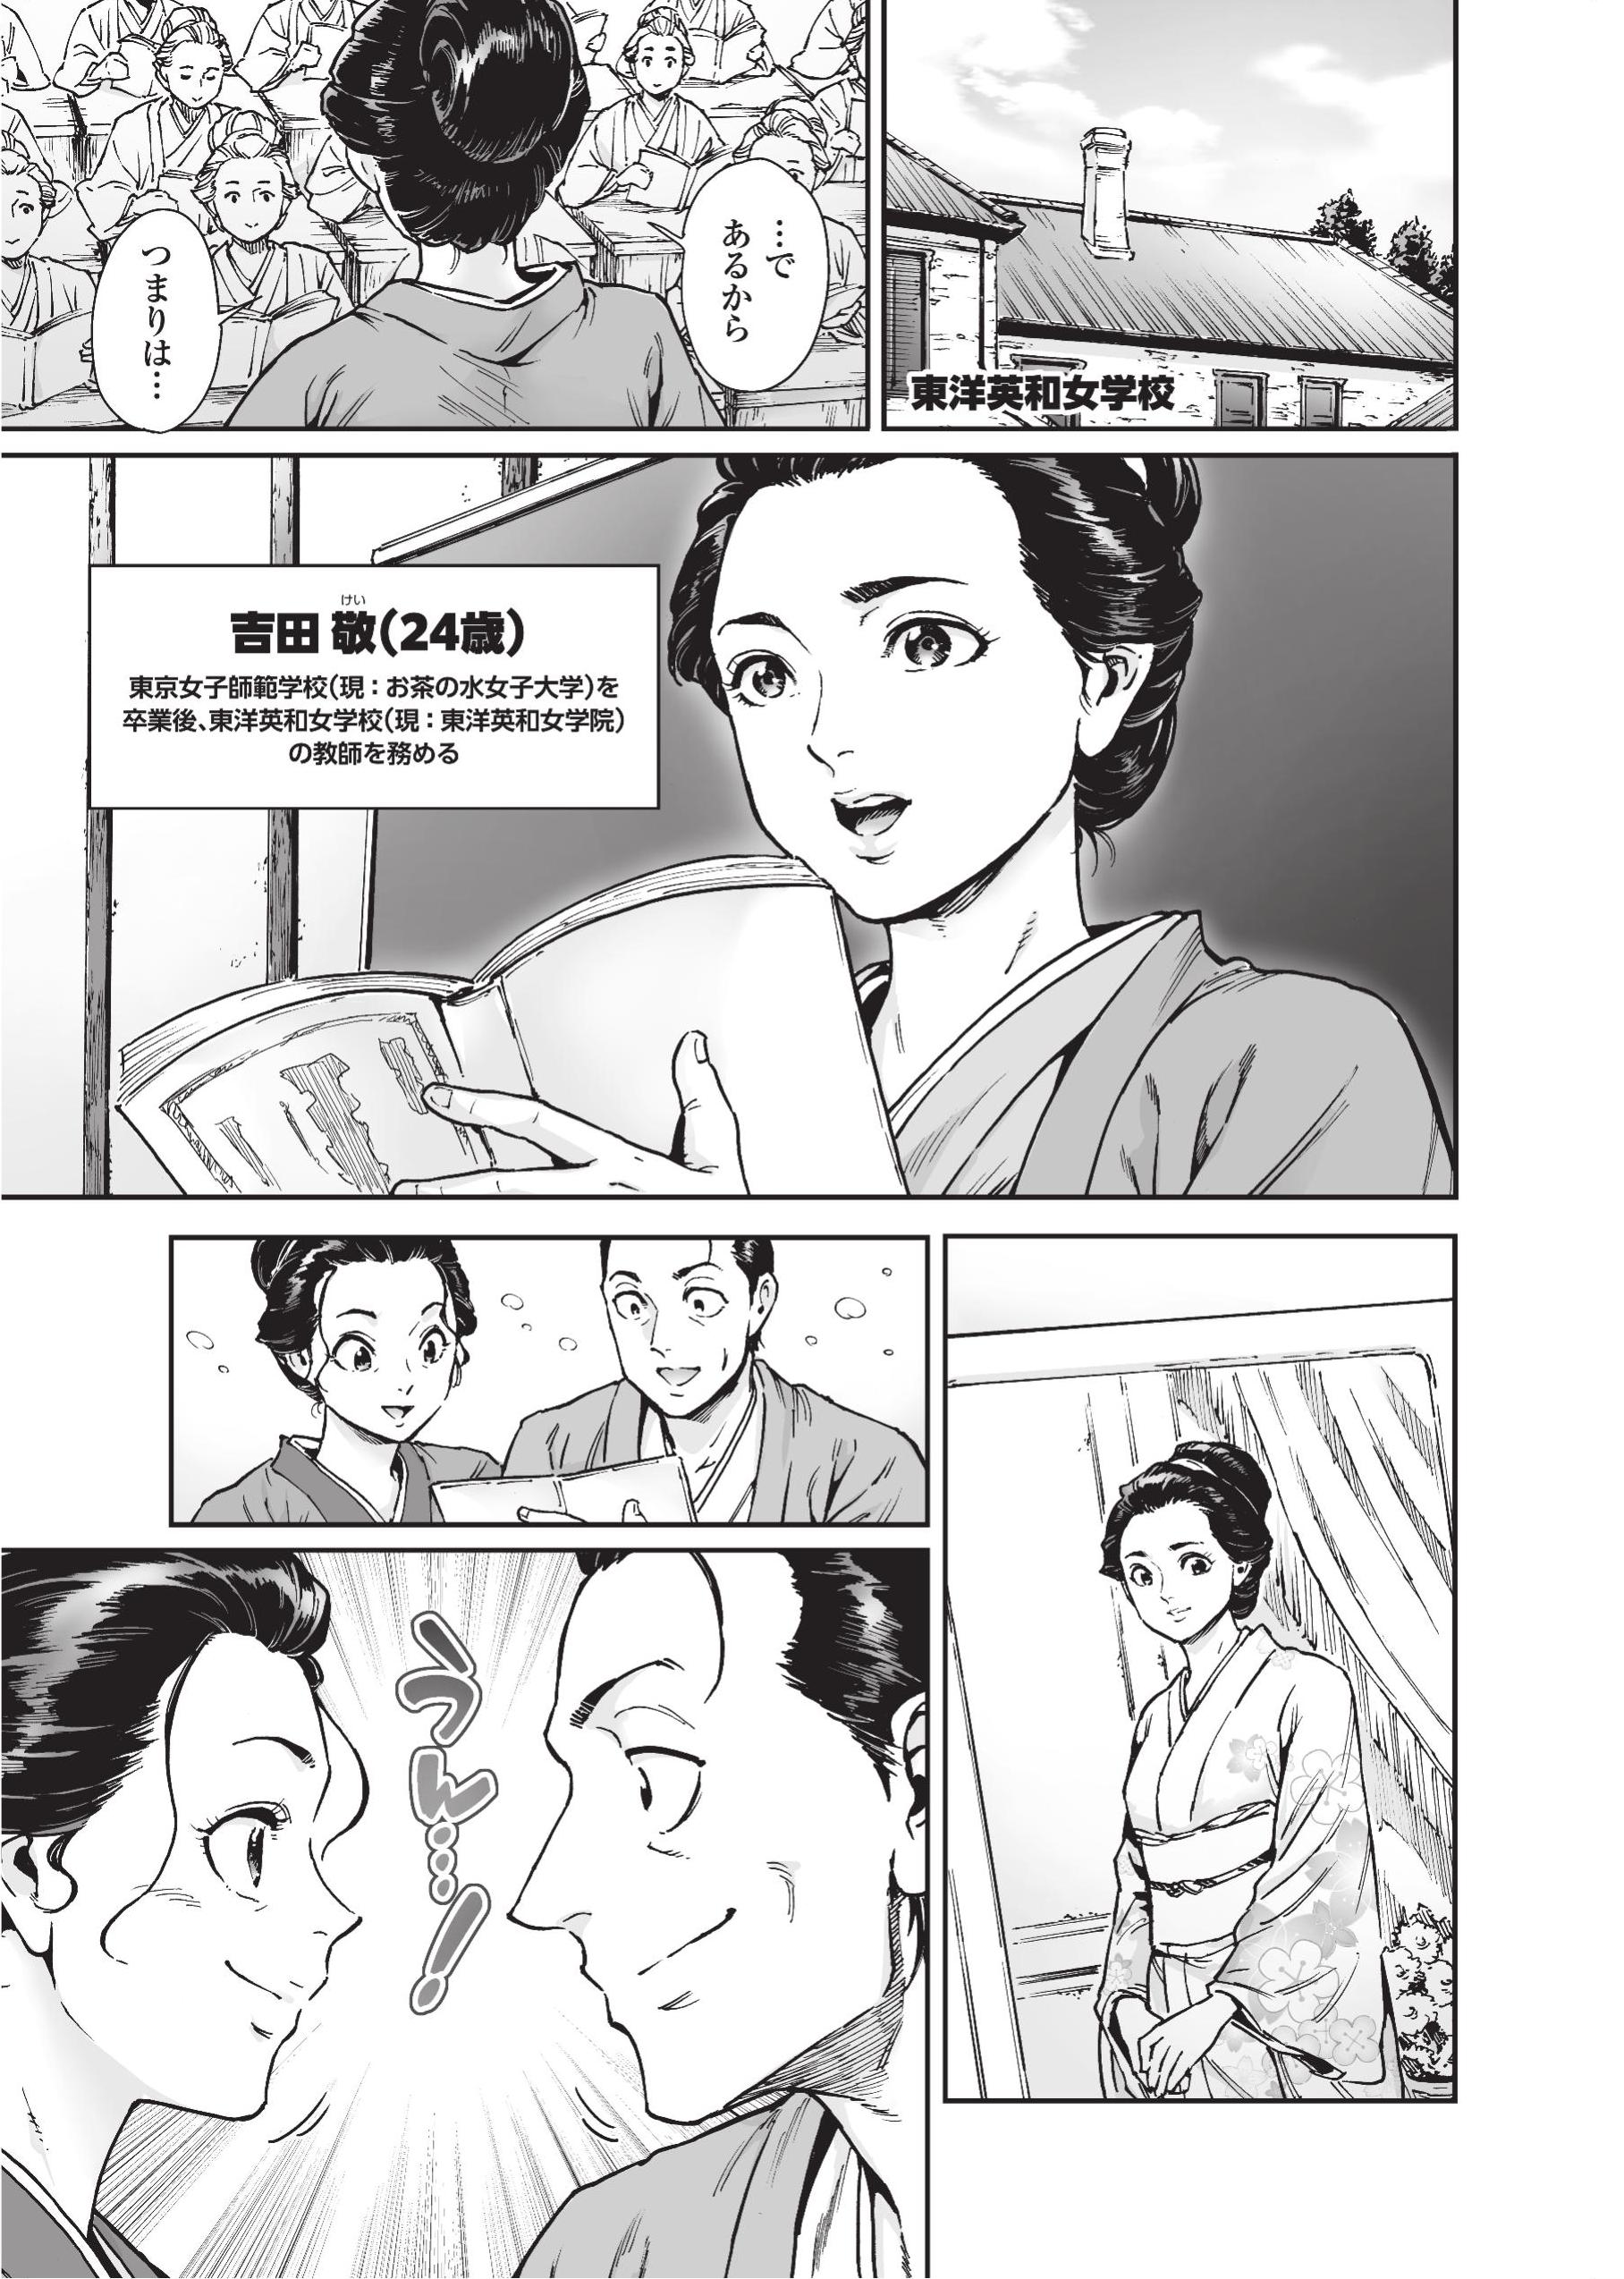 東洋英和女学校
…で
あるから
つまりは…
けい
吉田 敬(24歳)
東京女子師範学校(現:お茶の水女子大学)を
卒業後、東洋英和女学校(現:東洋英和女学院)
の教師を務める
うん…!